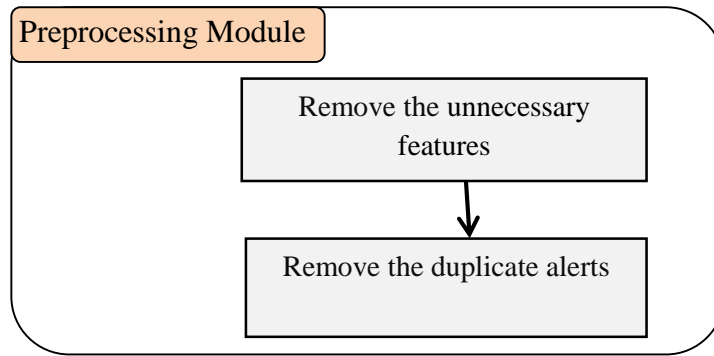 Preprocessing Module
Remove the unnecessary
features
Remove the duplicate alerts